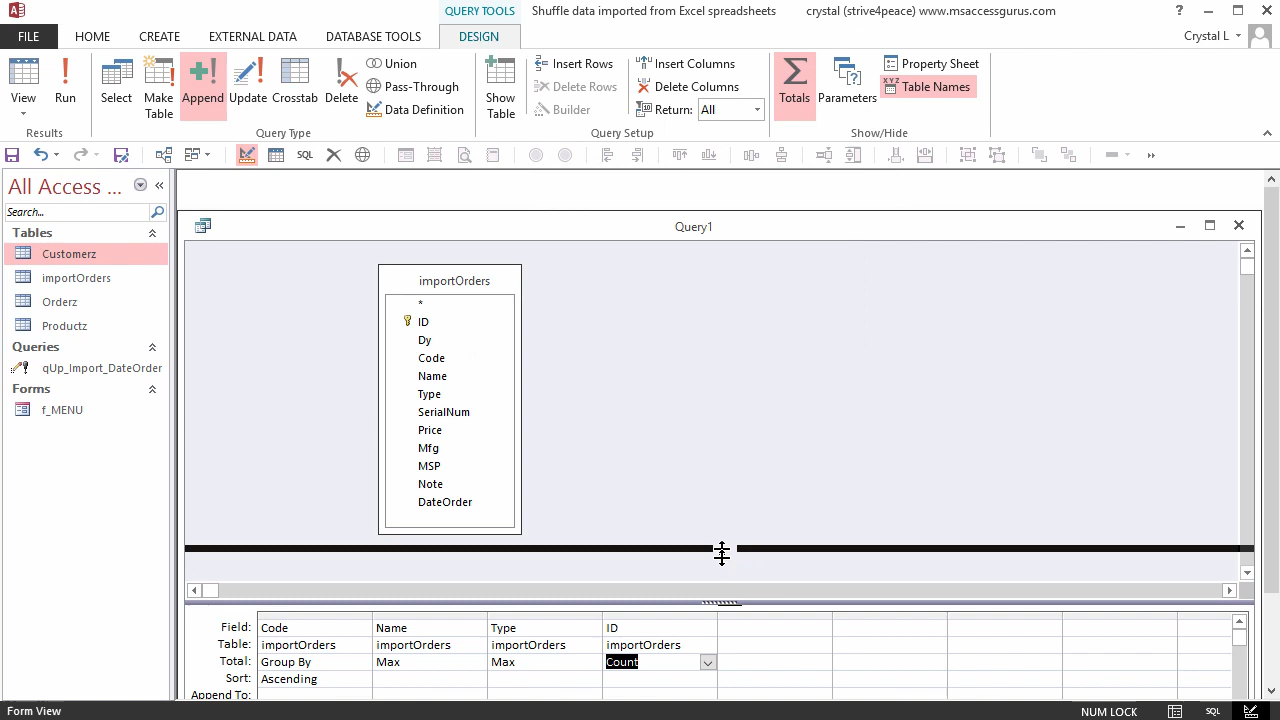 QUERY TOOLS Shuffle data imported from Excel spreadsheets crystal (strive4peace) www.msaccessgurus.com ?
FILE HOME CREATE EXTERNAL DATA DATABASE TOOLS DESIGN Crystal L
View Run Select Make Table Append Update Crosstab Delete
Union
Pass-Through
Data Definition
Show Table
Insert Rows
Delete Rows
Builder
Insert Columns
Delete Columns
Return: All
Totals Parameters
Property Sheet
XYZ Table Names
Results Query Type Query Setup Show/Hide
SQL
All Access ...
Search...
Tables
Customerz
importOrders
Orderz
Productz
Queries
qUp_Import_DateOrder
Forms
f_MENU
Query1
importOrders
*
ID
Dy
Code
Name
Type
SerialNum
Price
Mfg
MSP
Note
DateOrder
Field: Code Name Type ID
Table: importOrders importOrders importOrders importOrders
Total: Group By Max Max Count
Sort: Ascending
Append To:
Form View NUM LOCK SQL